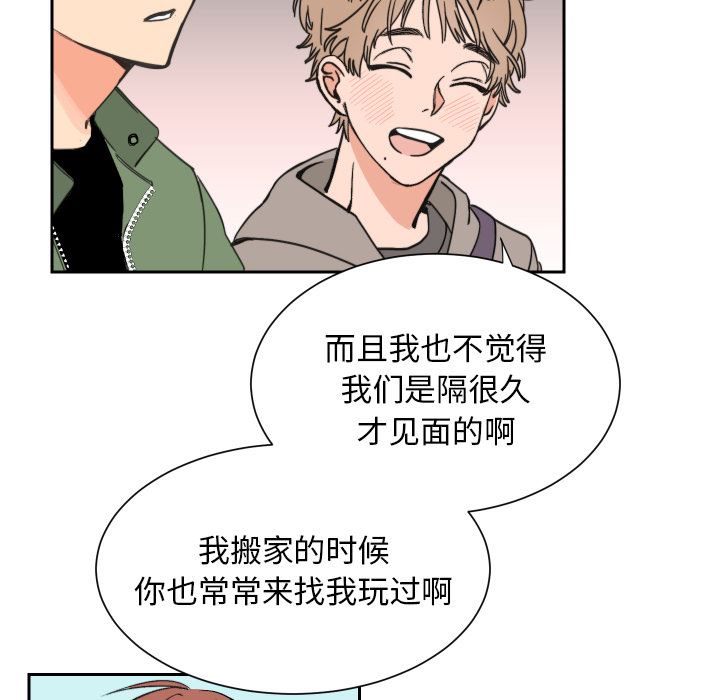 而且我也不觉得
我们是隔很久
才见面的啊
我搬家的时候
你也常常来找我玩过啊